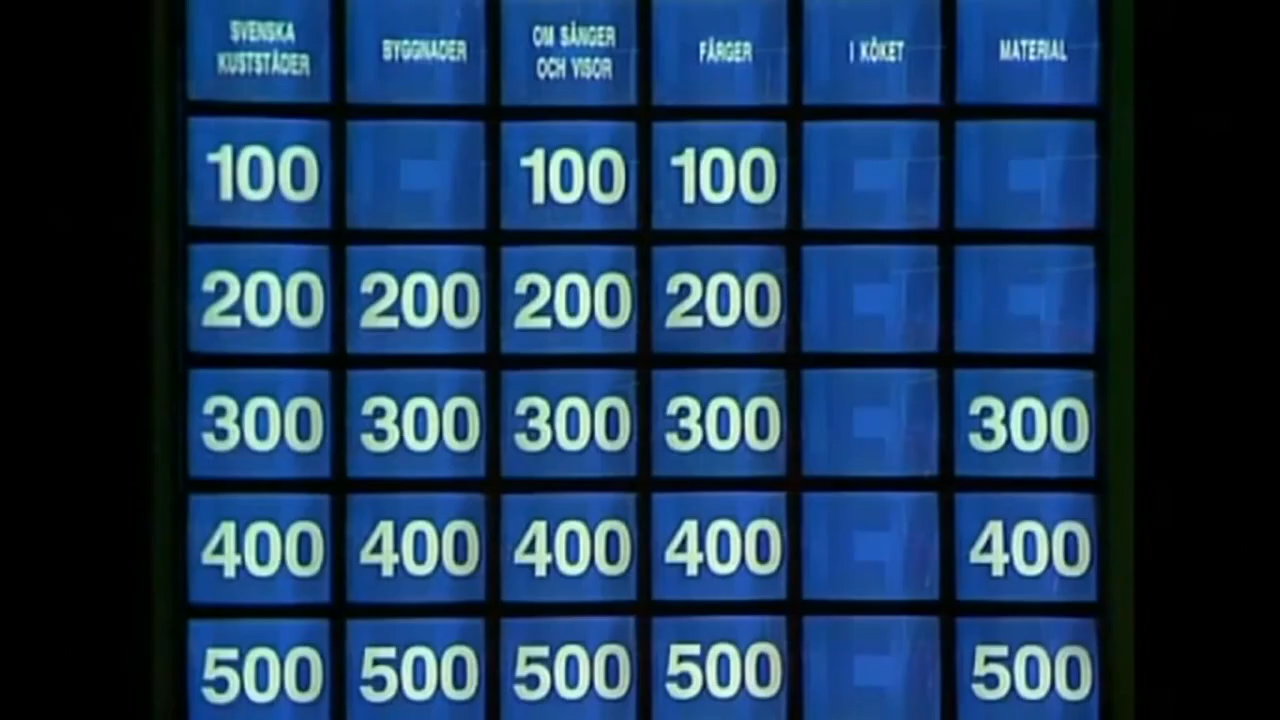 SVENSKA
KUSTSTÄDER
BYGGNADER
OM SÅNGER
OCH VISOR
FÄRGER
I KÖKET
MATERIAL
100 100 100
200 200 200 200
300 300 300 300 300
400 400 400 400 400
500 500 500 500 500